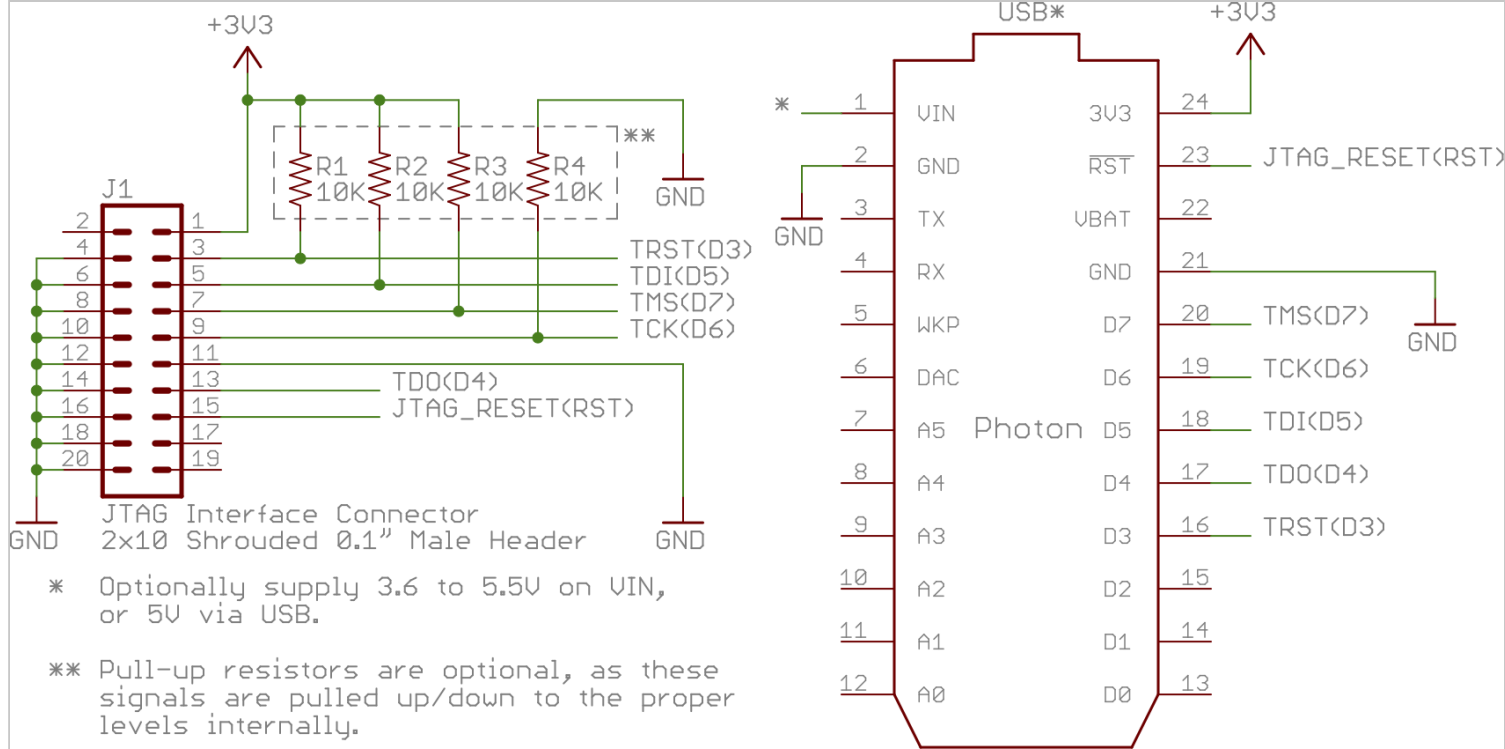 +3V3
R1
10K
R2
10K
R3
10K
R4
10K
**
GND
J1
2
1
4
3
TRST(D3)
6
5
TDI(D5)
8
7
TMS(D7)
10
9
TCK(D6)
12
11
14
13
TDO(D4)
16
15
JTAG_RESET(RST)
18
17
20
19
GND
GND
JTAG Interface Connector
2x10 Shrouded 0.1" Male Header
* Optionally supply 3.6 to 5.5V on VIN,
or 5V via USB.
** Pull-up resistors are optional, as these
signals are pulled up/down to the proper
levels internally.
USB*
+3V3
* 1 VIN
3V3 24
2 GND
RST 23 JTAG_RESET(RST)
GND
3 TX
VBAT 22
4 RX
GND 21
GND
5 WKP
D7 20 TMS(D7)
6 DAC
D6 19 TCK(D6)
7 A5
Photon
D5 18 TDI(D5)
8 A4
D4 17 TDO(D4)
9 A3
D3 16 TRST(D3)
10 A2
D2 15
11 A1
D1 14
12 A0
D0 13